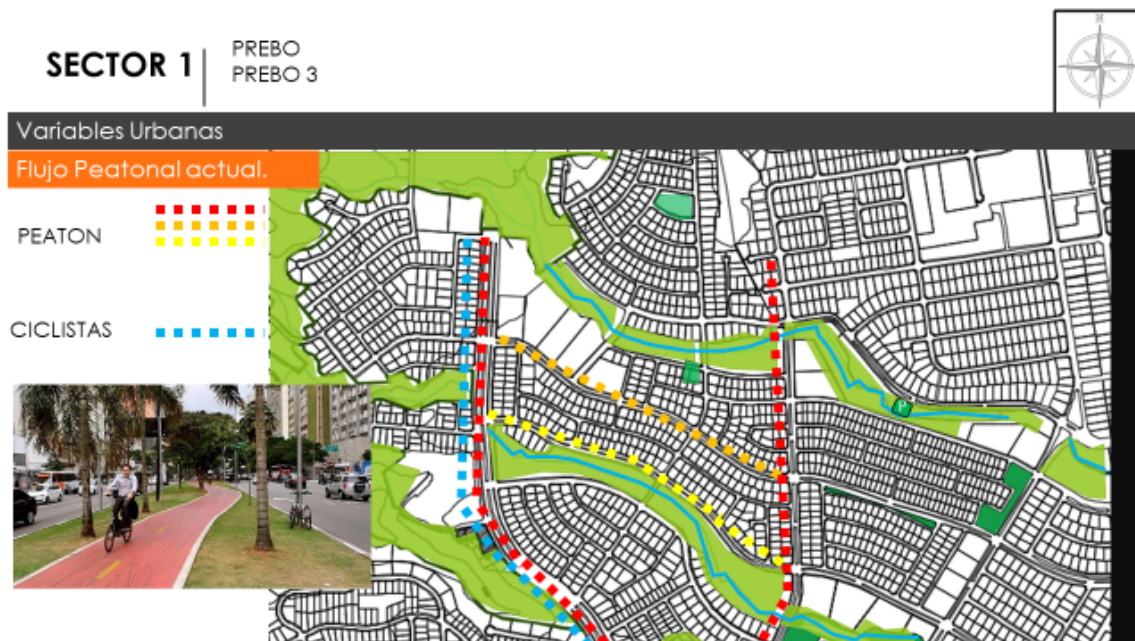 SECTOR 1
PREBO
PREBO 3
N
Variables Urbanas
Flujo Peatonal actual.
PEATON
CICLISTAS
P